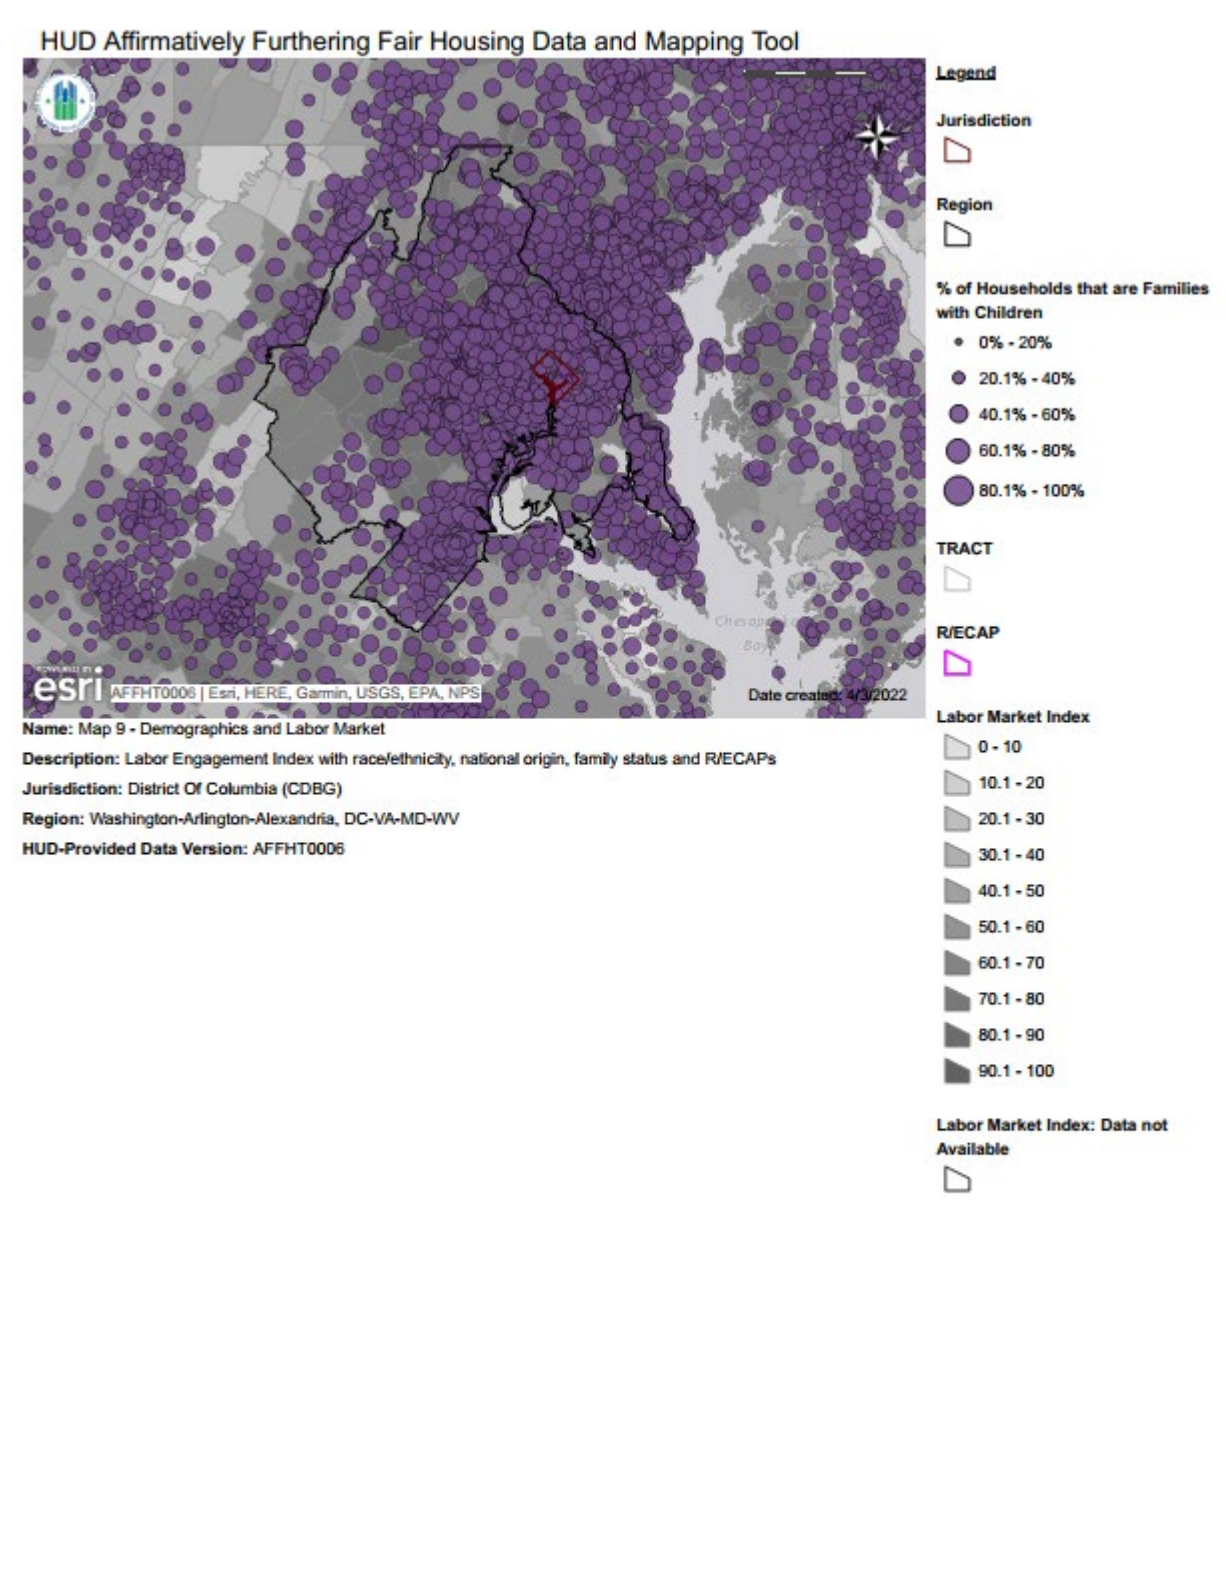 HUD Affirmatively Furthering Fair Housing Data and Mapping Tool
Chesapeake
Bay
POWERED BY
esri
AFFHT0006 | Esri, HERE, Garmin, USGS, EPA, NPS
Date created: 4/3/2022
Name: Map 9 - Demographics and Labor Market
Description: Labor Engagement Index with race/ethnicity, national origin, family status and R/ECAPs
Jurisdiction: District Of Columbia (CDBG)
Region: Washington-Arlington-Alexandria, DC-VA-MD-WV
HUD-Provided Data Version: AFFHT0006
Legend
Jurisdiction
Region
% of Households that are Families
with Children
0% - 20%
20.1% - 40%
40.1% - 60%
60.1% - 80%
80.1% - 100%
TRACT
R/ECAP
Labor Market Index
0 - 10
10.1 - 20
20.1 - 30
30.1 - 40
40.1 - 50
50.1 - 60
60.1 - 70
70.1 - 80
80.1 - 90
90.1 - 100
Labor Market Index: Data not
Available